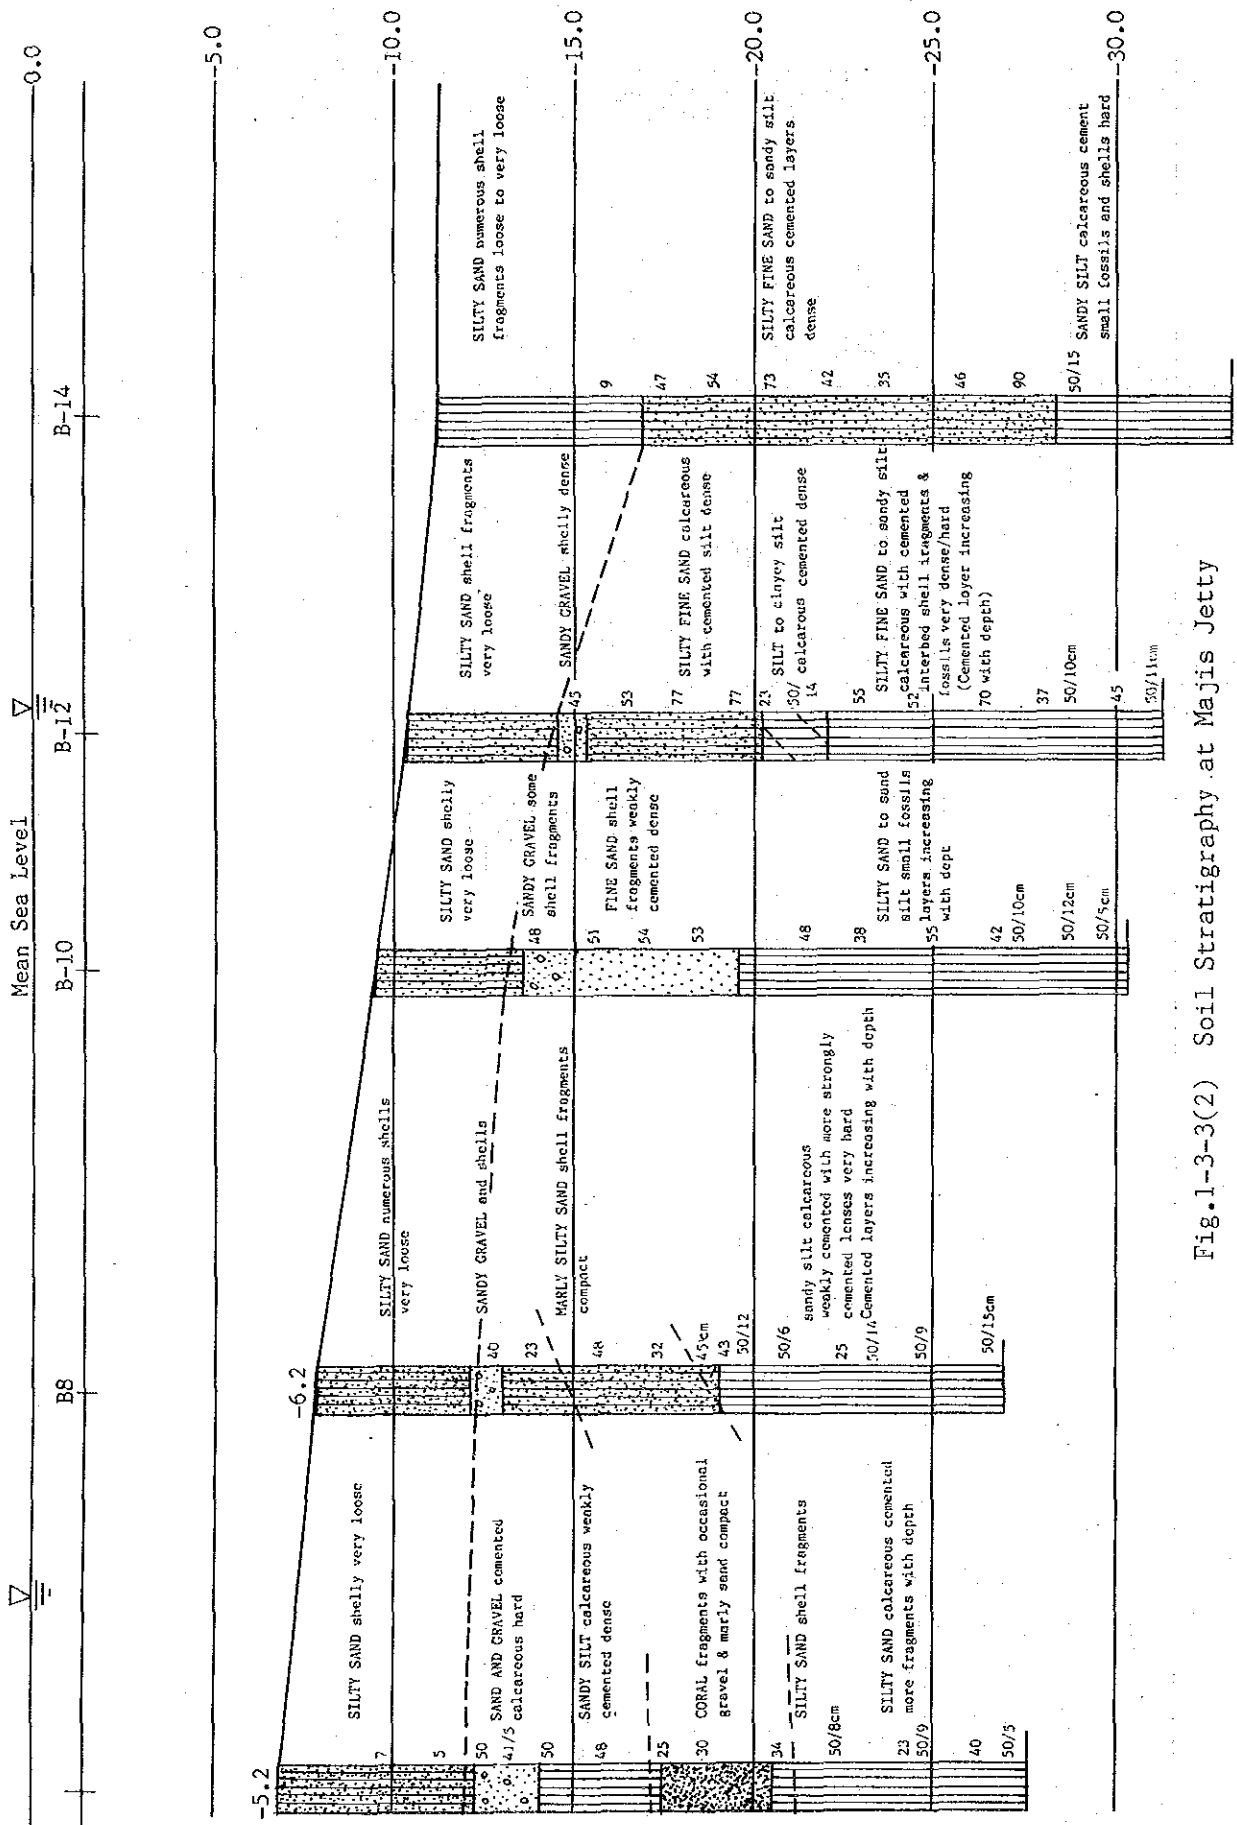 Mean Sea Level
0.0
-5.0
-10.0
-15.0
-20.0
-25.0
-30.0
B8
B-10
B-12
B-14
-5.2
-6.2
SILTY SAND shelly very loose
SAND AND GRAVEL cemented
calcareous hard
SANDY SILT calcareous weakly
cemented dense
CORAL fragments with occasional
gravel & marly sand compact
SILTY SAND shell fragments
SILTY SAND calcareous cemented
more fragments with depth
7
5
50
41/5
50
48
25
30
34
50/8cm
23
50/9
40
50/5
SILTY SAND numerous shells
very loose
SANDY GRAVEL and shells
MARLY SILTY SAND shell fragments
compact
sandy silt calcareous
weakly cemented with more strongly
cemented lenses very hard
Cemented layers increasing with depth
40
23
48
32
45cm
43
50/12
50/6
25
50/14
50/9
50/15cm
SILTY SAND shelly
very loose
SANDY GRAVEL some
shell fragments
FINE SAND shell
fragments weakly
cemented dense
SILTY SAND to sand
silt small fossils
layers increasing
with dept
48
51
54
53
48
38
55
42
50/10cm
50/12cm
50/5cm
SILTY SAND shell fragments
very loose
SANDY GRAVEL shelly dense
SILTY FINE SAND calcareous
with cemented silt dense
SILT to clayey silt
calcarous cemented dense
SILTY FINE SAND to sandy silt
calcareous with cemented
interbed shell fragments &
fossils very dense/hard
(Cemented layer increasing
with depth)
45
53
77
77
23
50/
14
55
52
70
37
50/10cm
45
50/11cm
SILTY SAND numerous shell
fragments loose to very loose
SILTY FINE SAND to sandy silt
calcareous cemented layers
dense
SANDY SILT calcareous cement
small fossils and shells hard
9
47
54
73
42
35
46
90
50/15
Fig.1-3-3(2) Soil Stratigraphy at Majis Jetty